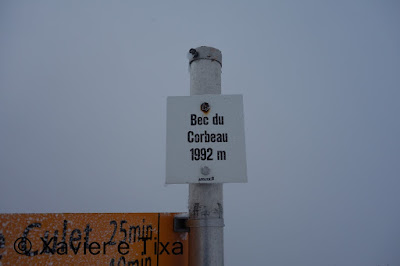 Bec du
Corbeau
1992 m
Culet 25min
© Xavier e Tixa